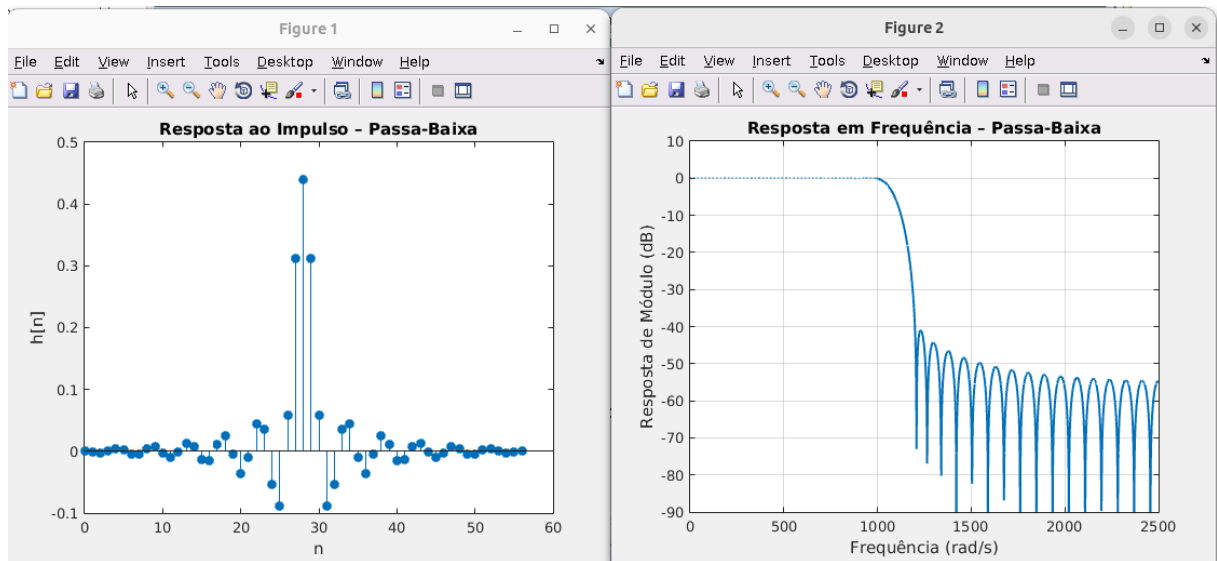 Figure 1
File Edit View Insert Tools Desktop Window Help
Resposta ao Impulso – Passa-Baixa
0.5
0.4
0.3
0.2
0.1
0
-0.1
h[n]
0 10 20 30 40 50 60
n
Figure 2
File Edit View Insert Tools Desktop Window Help
Resposta em Frequência – Passa-Baixa
10
0
-10
-20
-30
-40
-50
-60
-70
-80
-90
Resposta de Módulo (dB)
0 500 1000 1500 2000 2500
Frequência (rad/s)